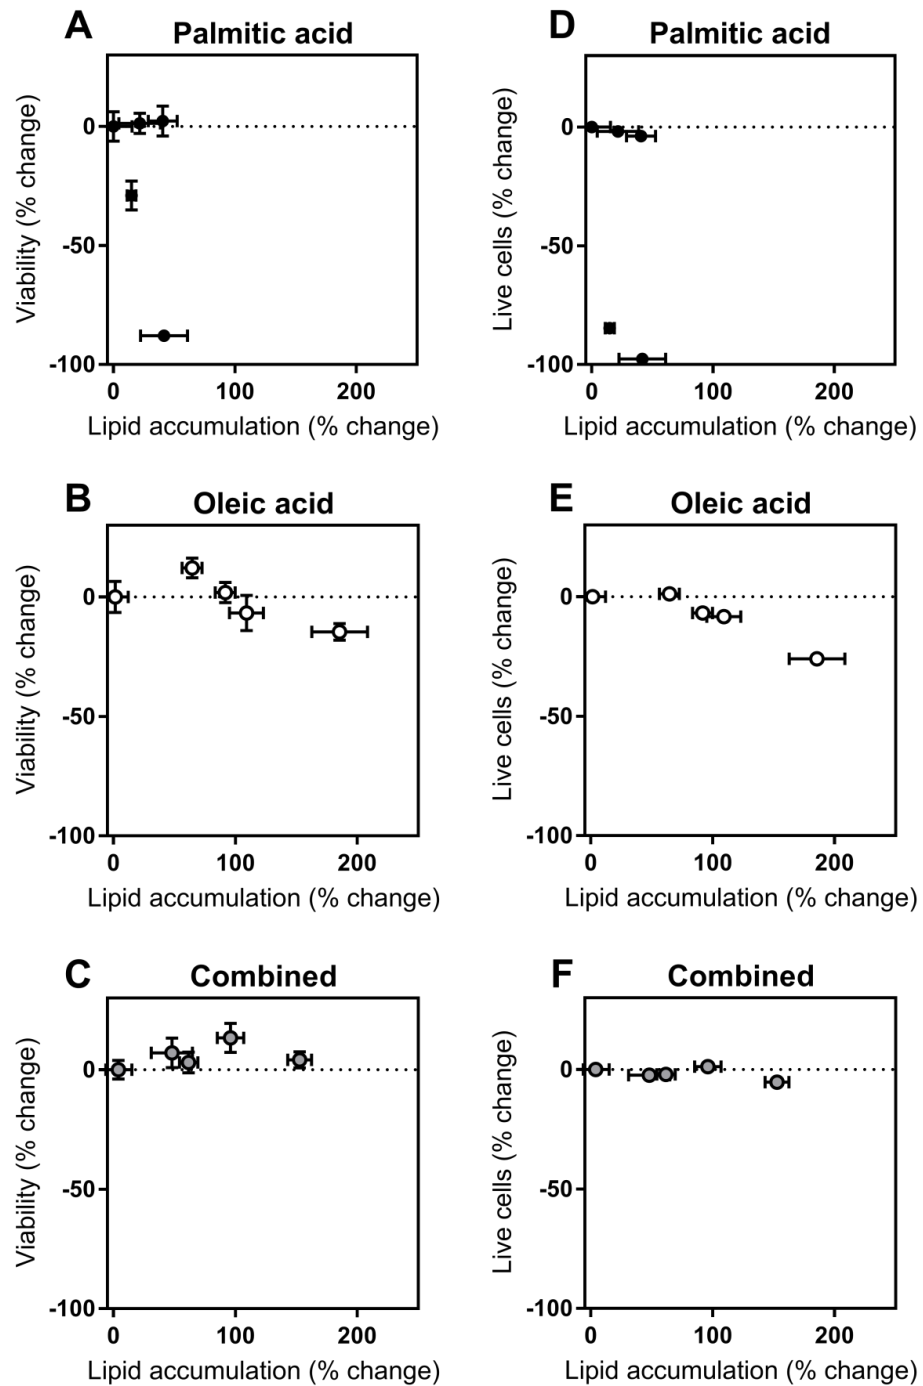 A
Palmitic acid
Viability (% change)
0
-50
-100
0 100 200
Lipid accumulation (% change)
D
Palmitic acid
Live cells (% change)
0
-50
-100
0 100 200
Lipid accumulation (% change)
B
Oleic acid
Viability (% change)
0
-50
-100
0 100 200
Lipid accumulation (% change)
E
Oleic acid
Live cells (% change)
0
-50
-100
0 100 200
Lipid accumulation (% change)
C
Combined
Viability (% change)
0
-50
-100
0 100 200
Lipid accumulation (% change)
F
Combined
Live cells (% change)
0
-50
-100
0 100 200
Lipid accumulation (% change)